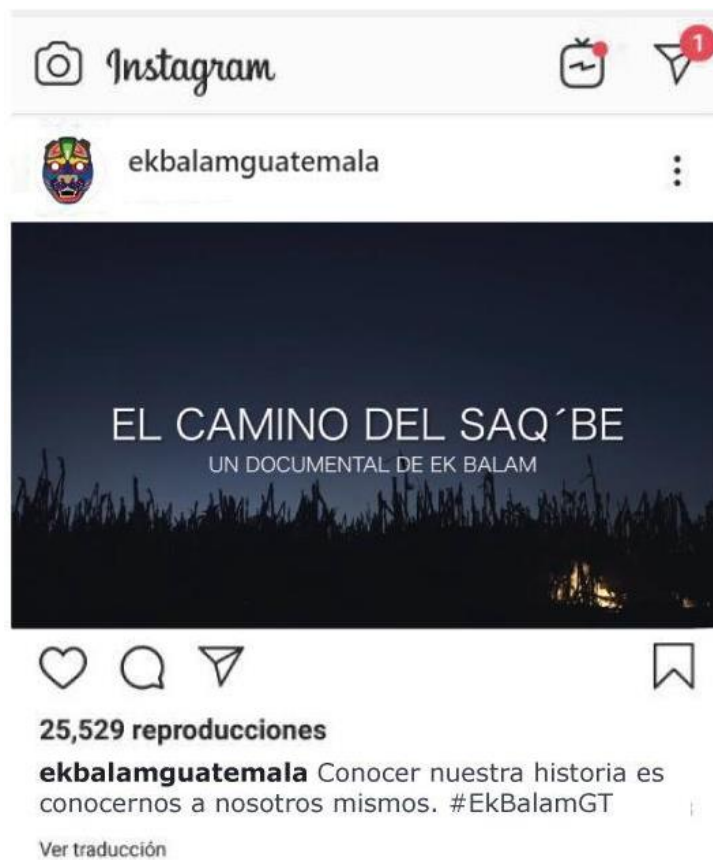 Instagram
1
ekbalamguatemala
EL CAMINO DEL SAQ´BE
UN DOCUMENTAL DE EK BALAM
25,529 reproducciones
ekbalamguatemala Conocer nuestra historia es
conocernos a nosotros mismos. #EkBalamGT
Ver traducción